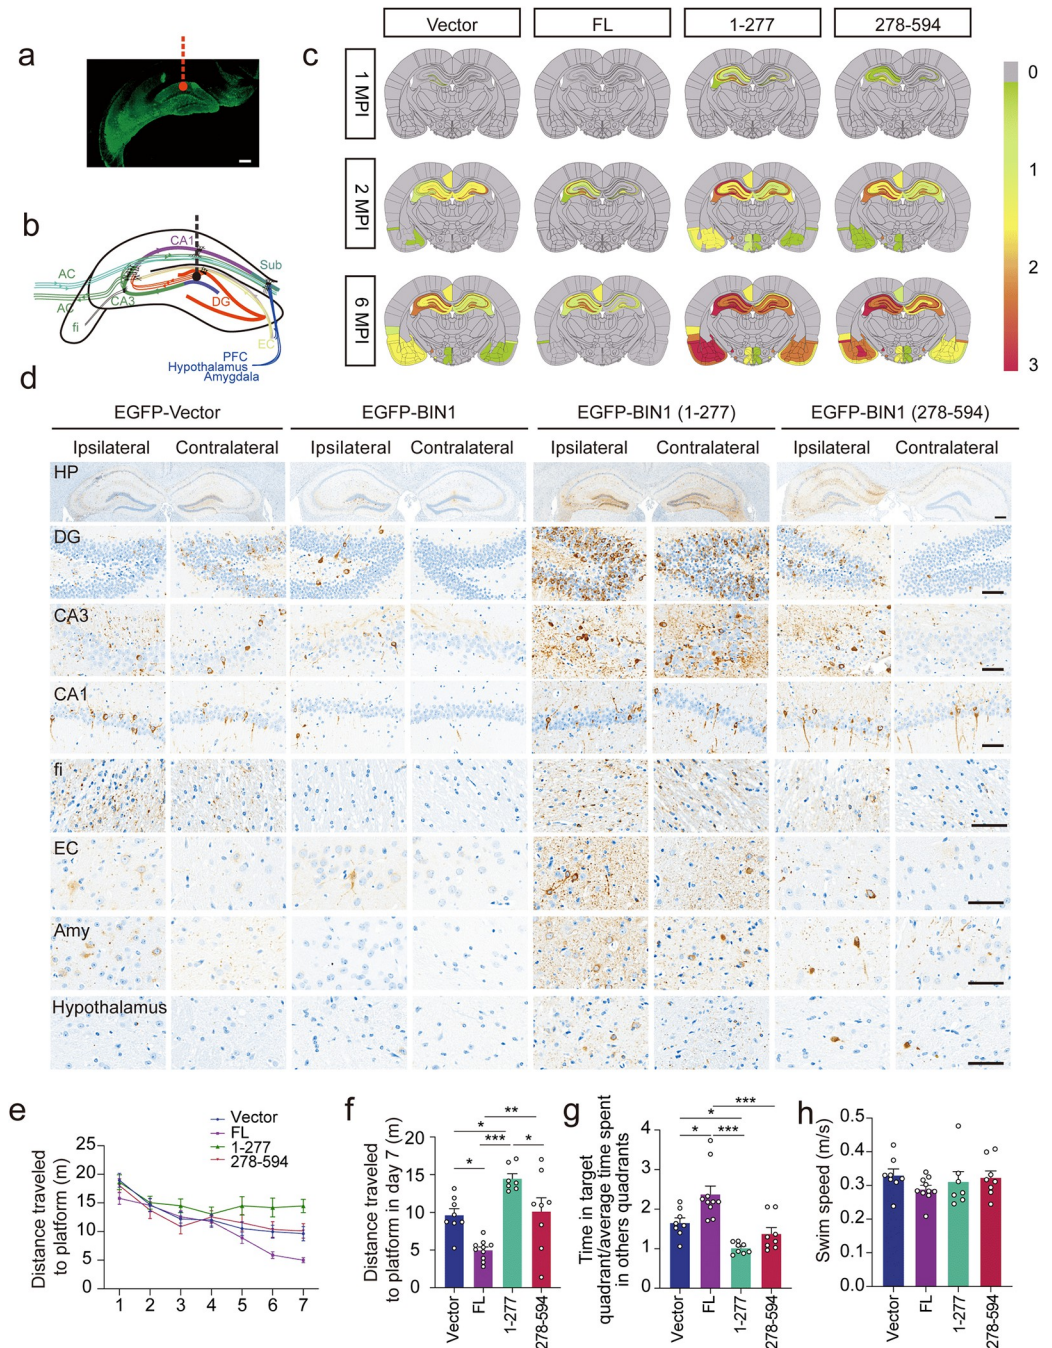 a
b
AC
AC
fi
CA3
CA1
DG
Sub
EC
PFC
Hypothalamus
Amygdala
c
Vector
FL
1-277
278-594
1 MPI
2 MPI
6 MPI
0
1
2
3
d
EGFP-Vector
EGFP-BIN1
EGFP-BIN1 (1-277)
EGFP-BIN1 (278-594)
Ipsilateral
Contralateral
Ipsilateral
Contralateral
Ipsilateral
Contralateral
Ipsilateral
Contralateral
HP
DG
CA3
CA1
fi
EC
Amy
Hypothalamus
e
Vector
FL
1-277
278-594
Distance traveled
to platform (m)
25
20
15
10
5
0
1 2 3 4 5 6 7
f
Distance traveled
to platform in day 7 (m)
20
15
10
5
0
**
*
***
*
*
Vector
FL
1-277
278-594
g
Time in target
quadrant/average time spent
in others quadrants
4
3
2
1
0
***
*
*
***
Vector
FL
1-277
278-594
h
Swim speed (m/s)
0.5
0.4
0.3
0.2
0.1
0.0
Vector
FL
1-277
278-594